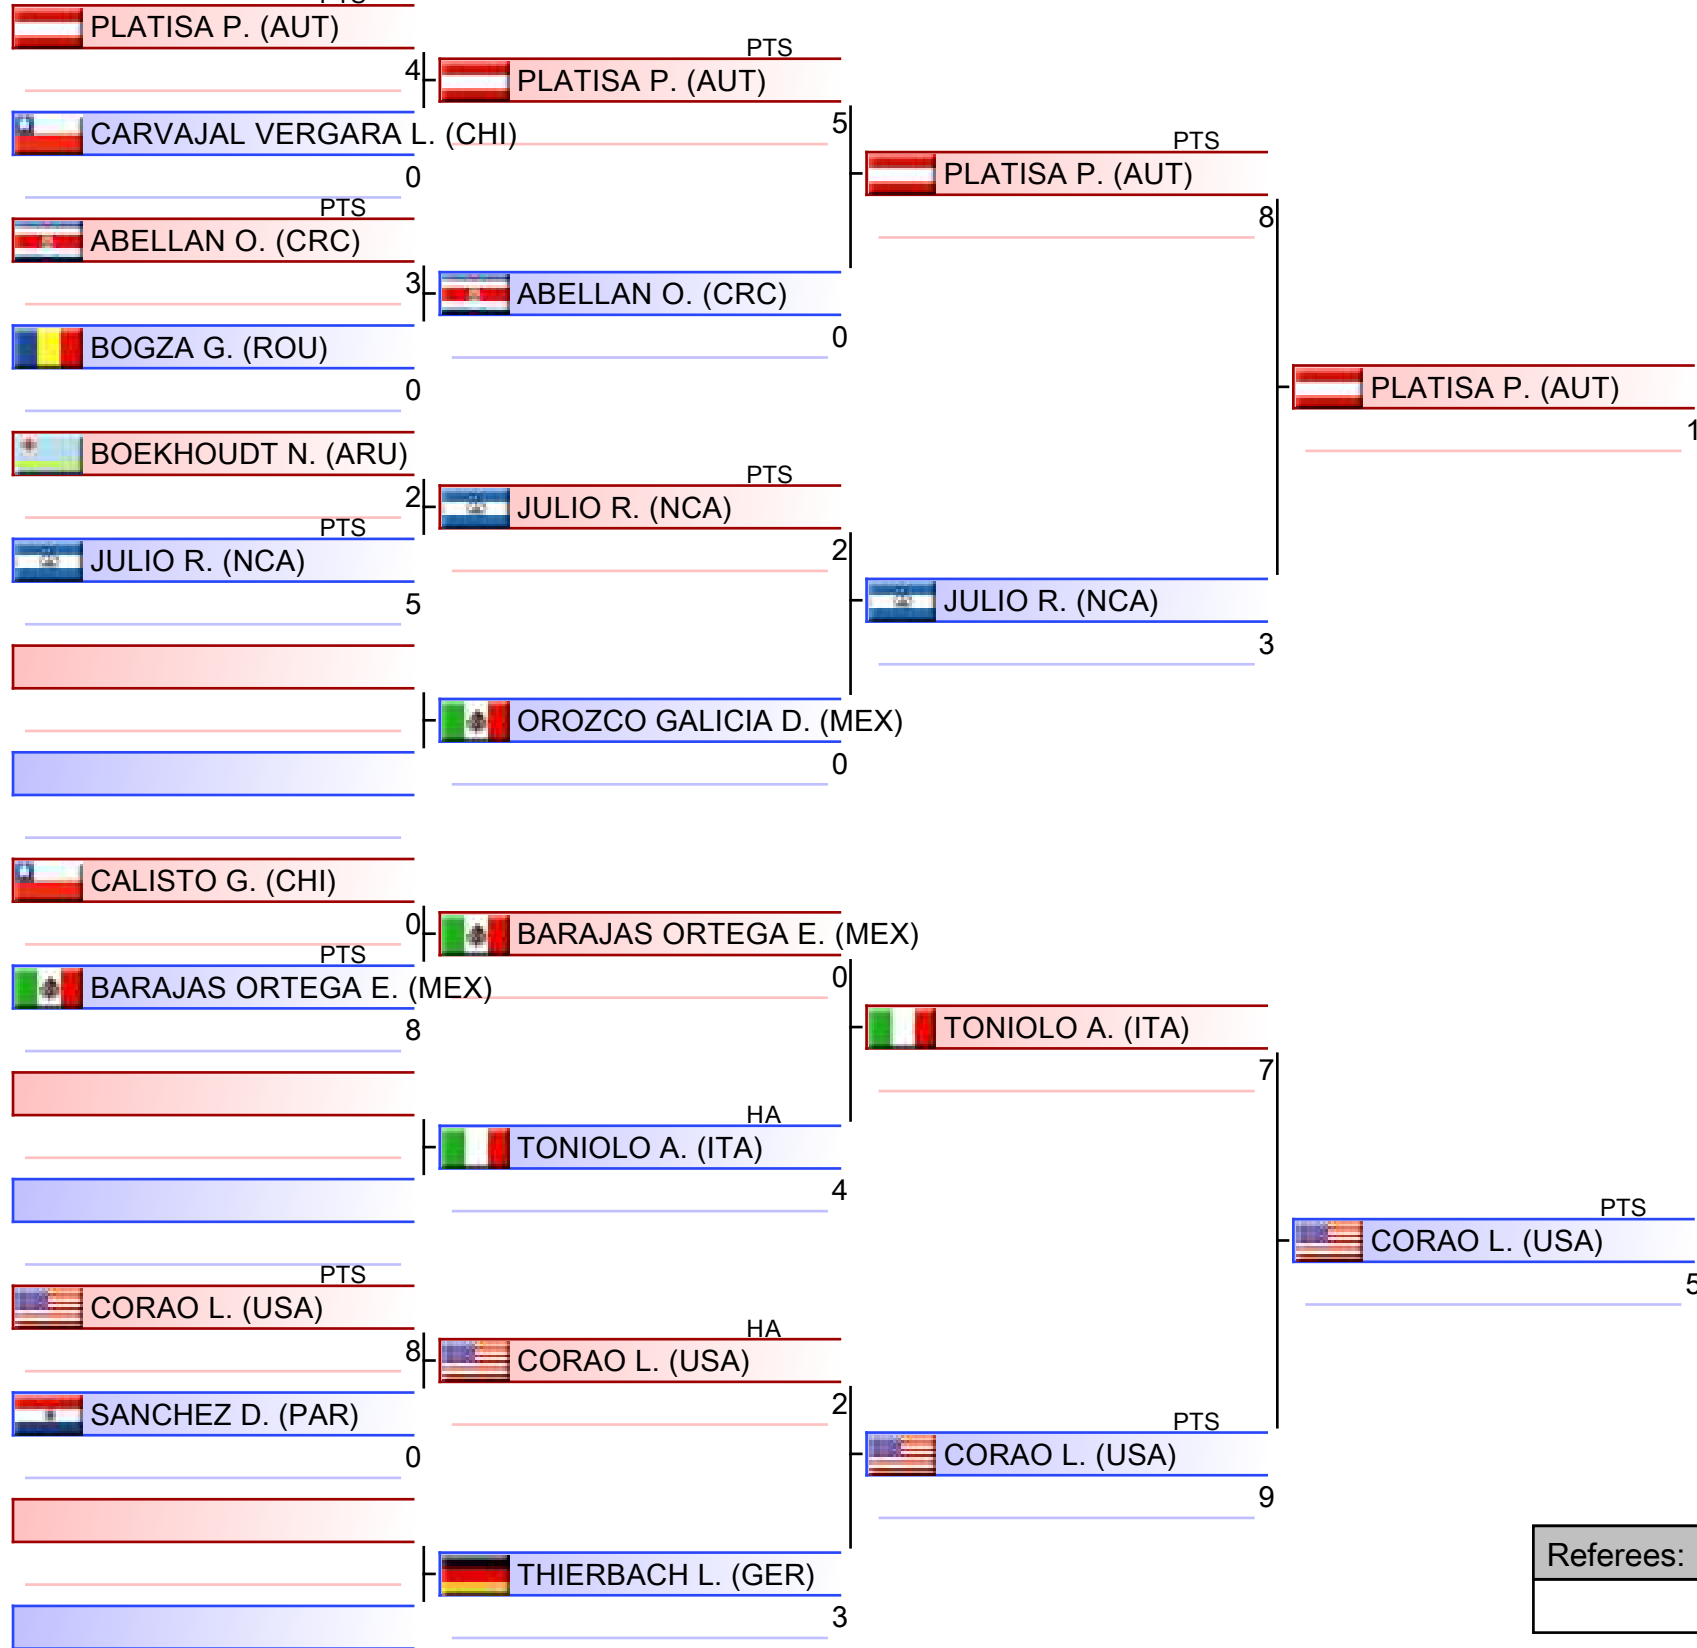 PTS
PLATISA P. (AUT)
4
CARVAJAL VERGARA L. (CHI)
0
PTS
ABELLAN O. (CRC)
3
BOGZA G. (ROU)
0
BOEKHOUDT N. (ARU)
2
PTS
JULIO R. (NCA)
5
CALISTO G. (CHI)
0
PTS
BARAJAS ORTEGA E. (MEX)
8
PTS
CORAO L. (USA)
8
SANCHEZ D. (PAR)
0
PTS
PLATISA P. (AUT)
5
ABELLAN O. (CRC)
0
PTS
JULIO R. (NCA)
2
OROZCO GALICIA D. (MEX)
0
BARAJAS ORTEGA E. (MEX)
0
HA
TONIOLO A. (ITA)
4
HA
CORAO L. (USA)
2
THIERBACH L. (GER)
3
PTS
PLATISA P. (AUT)
8
JULIO R. (NCA)
3
TONIOLO A. (ITA)
7
PTS
CORAO L. (USA)
9
PLATISA P. (AUT)
1
PTS
CORAO L. (USA)
5
Referees: